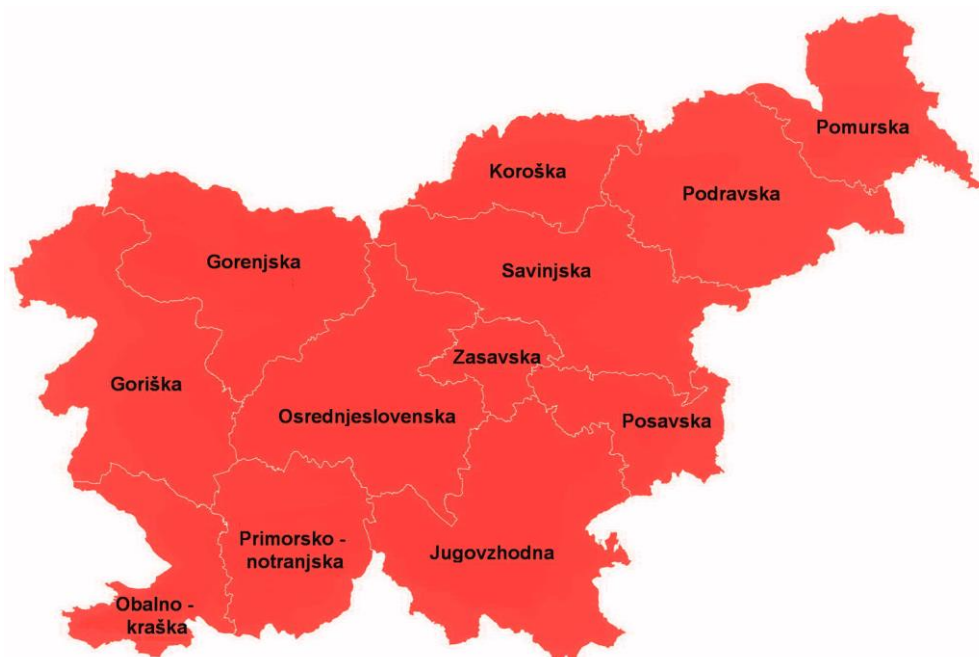 Pomurska
Koroška
Podravska
Gorenjska
Savinjska
Zasavska
Goriška
Osrednjeslovenska
Posavska
Primorsko -
notranjska
Jugovzhodna
Obalno -
kraška